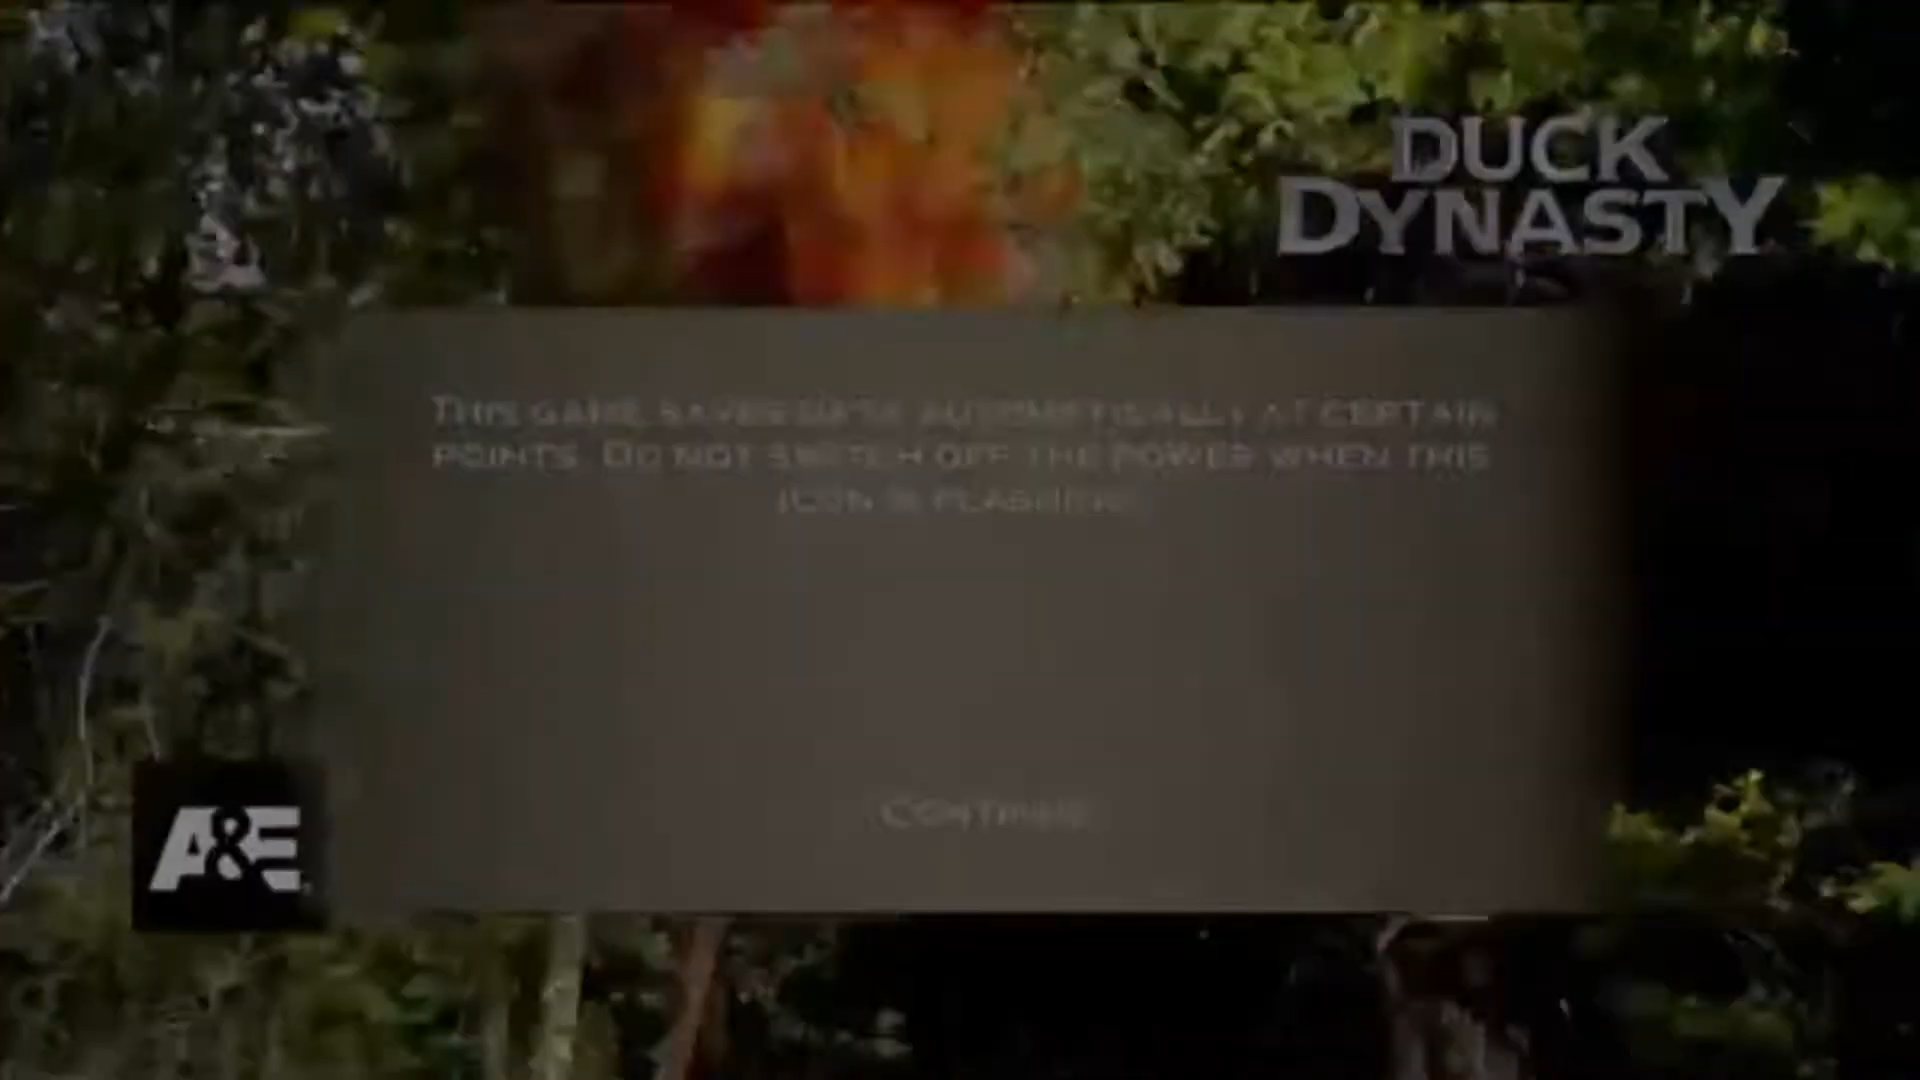 DUCK
DYNASTY
THIS GAME SAVES DATA AUTOMATICALLY AT CERTAIN
POINTS. DO NOT SWITCH OFF THE POWER WHEN THIS
ICON IS FLASHING.
CONTINUE
A&E